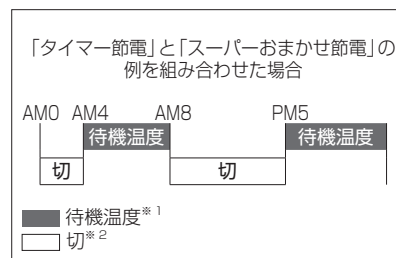 「タイマー節電」と「スーパーおまかせ節電」の
例を組み合わせた場合
AM0 AM4 AM8 PM5
待機温度 待機温度
切 切
待機温度※1
切※2